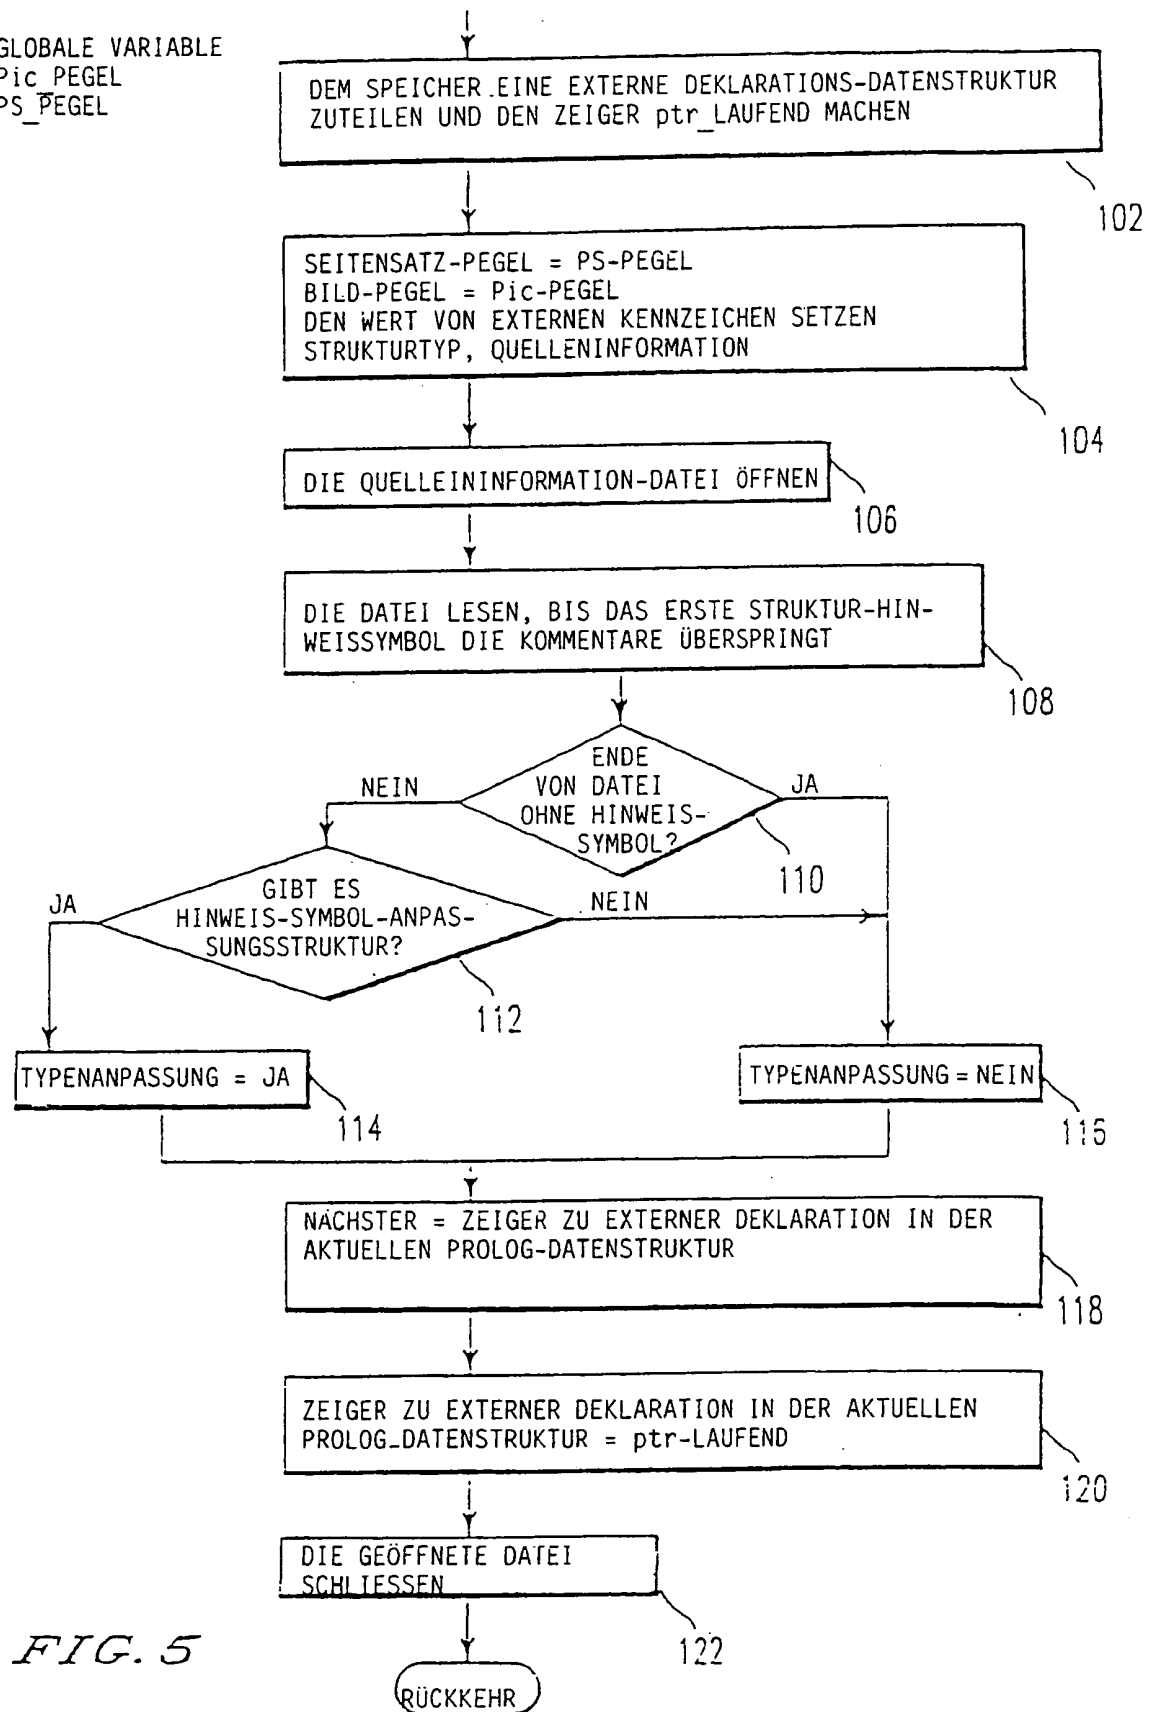 GLOBALE VARIABLE
Pic_PEGEL
PS_PEGEL
DEM SPEICHER EINE EXTERNE DEKLARATIONS-DATENSTRUKTUR
ZUTEILEN UND DEN ZEIGER ptr_LAUFEND MACHEN
102
SEITENSATZ-PEGEL = PS-PEGEL
BILD-PEGEL = Pic-PEGEL
DEN WERT VON EXTERNEN KENNZEICHEN SETZEN
STRUKTURTYP, QUELLENINFORMATION
104
DIE QUELLEININFORMATION-DATEI ÖFFNEN
106
DIE DATEI LESEN, BIS DAS ERSTE STRUKTUR-HIN-
WEISSYMBOL DIE KOMMENTARE ÜBERSPRINGT
108
ENDE
VON DATEI
OHNE HINWEIS-
SYMBOL?
NEIN
JA
110
GIBT ES
HINWEIS-SYMBOL-ANPAS-
SUNGSSTRUKTUR?
JA
NEIN
112
TYPENANPASSUNG = JA
114
TYPENANPASSUNG = NEIN
116
NÄCHSTER = ZEIGER ZU EXTERNER DEKLARATION IN DER
AKTUELLEN PROLOG-DATENSTRUKTUR
118
ZEIGER ZU EXTERNER DEKLARATION IN DER AKTUELLEN
PROLOG-DATENSTRUKTUR = ptr-LAUFEND
120
DIE GEÖFFNETE DATEI
SCHLIESSEN
122
RÜCKKEHR
FIG. 5